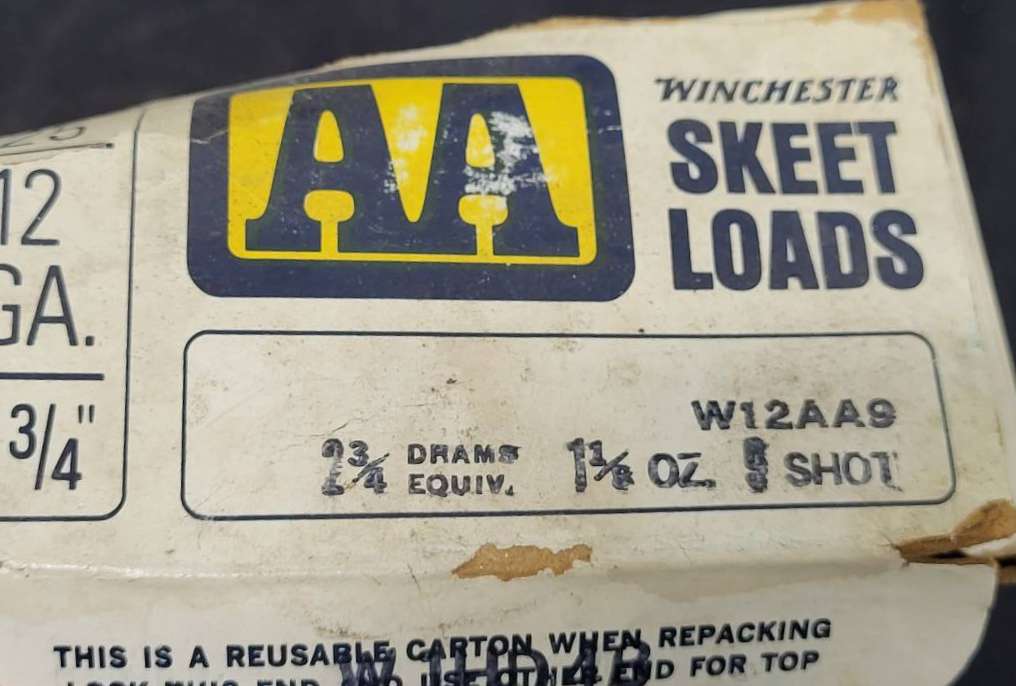 12
GA.
3/4"
AA
WINCHESTER
SKEET
LOADS
W12AA9
2 3/4 DRAMS EQUIV. 1 1/8 OZ. 9 SHOT
THIS IS A REUSABLE CARTON WHEN REPACKING
END FOR TOP